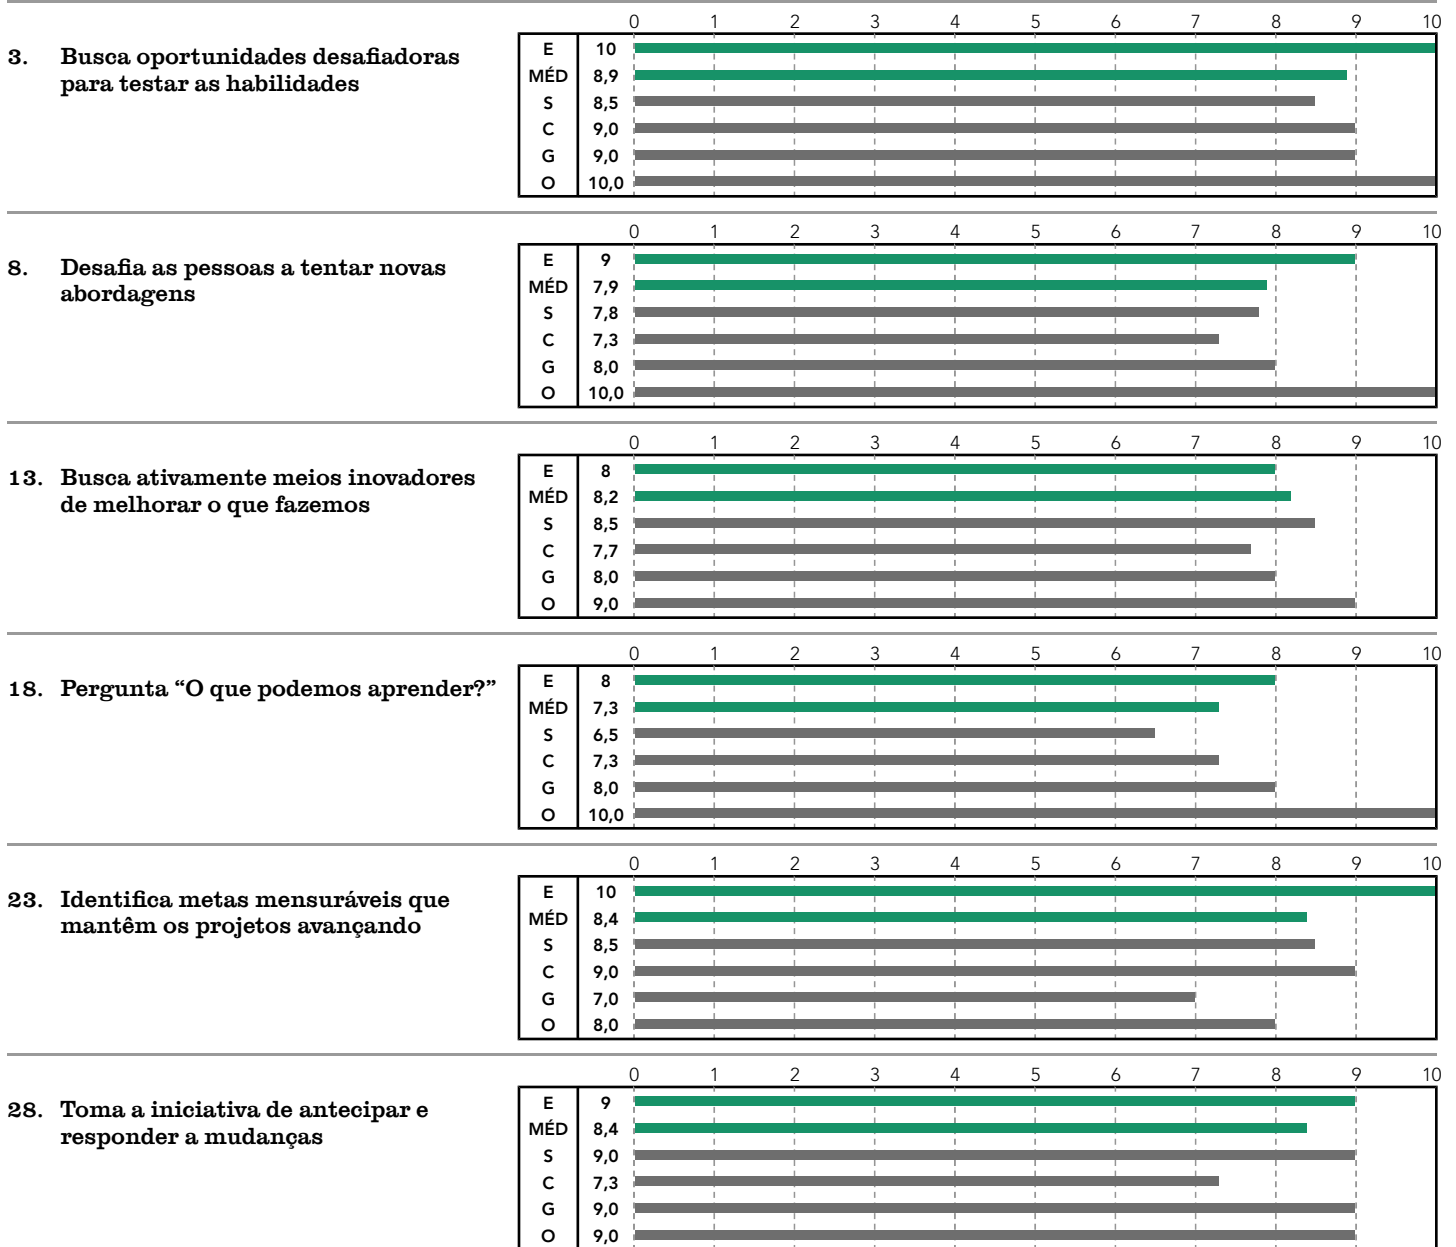 0 1 2 3 4 5 6 7 8 9 10
3. Busca oportunidades desafiadoras
para testar as habilidades
E 10
MÉD 8,9
S 8,5
C 9,0
G 9,0
O 10,0
0 1 2 3 4 5 6 7 8 9 10
8. Desafia as pessoas a tentar novas
abordagens
E 9
MÉD 7,9
S 7,8
C 7,3
G 8,0
O 10,0
0 1 2 3 4 5 6 7 8 9 10
13. Busca ativamente meios inovadores
de melhorar o que fazemos
E 8
MÉD 8,2
S 8,5
C 7,7
G 8,0
O 9,0
0 1 2 3 4 5 6 7 8 9 10
18. Pergunta “O que podemos aprender?”
E 8
MÉD 7,3
S 6,5
C 7,3
G 8,0
O 10,0
0 1 2 3 4 5 6 7 8 9 10
23. Identifica metas mensuráveis que
mantêm os projetos avançando
E 10
MÉD 8,4
S 8,5
C 9,0
G 7,0
O 8,0
0 1 2 3 4 5 6 7 8 9 10
28. Toma a iniciativa de antecipar e
responder a mudanças
E 9
MÉD 8,4
S 9,0
C 7,3
G 9,0
O 9,0